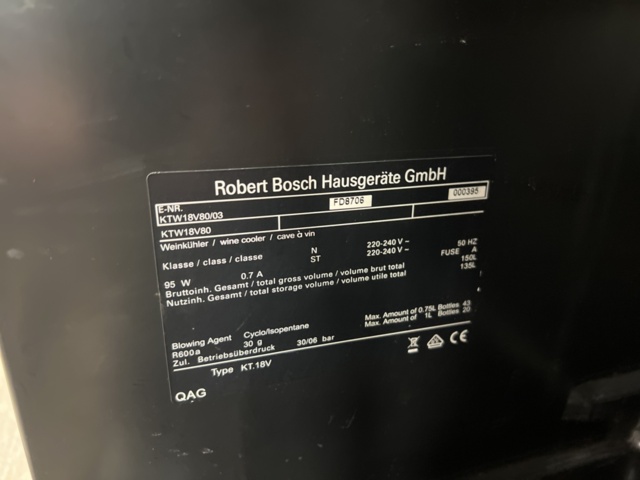 Robert Bosch Hausgeräte GmbH
E-NR.
KTW18V80/03 FD8706 000395
KTW18V80
Weinkühler / wine cooler / cave à vin
Klasse / class / classe N 220-240 V ~ 50 HZ
ST 220-240 V ~ FUSE A
95 W 0.7 A 150L
Bruttoinh. Gesamt / total gross volume / volume brut total 135L
Nutzinh. Gesamt / total storage volume / volume utile total
Max. Amount of 0.75L Bottles 43
Max. Amount of 1L Bottles 20
Blowing Agent Cyclo/Isopentane
R600a 30 g
Zul. Betriebsüberdruck 30/06 bar
Type KT.18V
CE
QAG